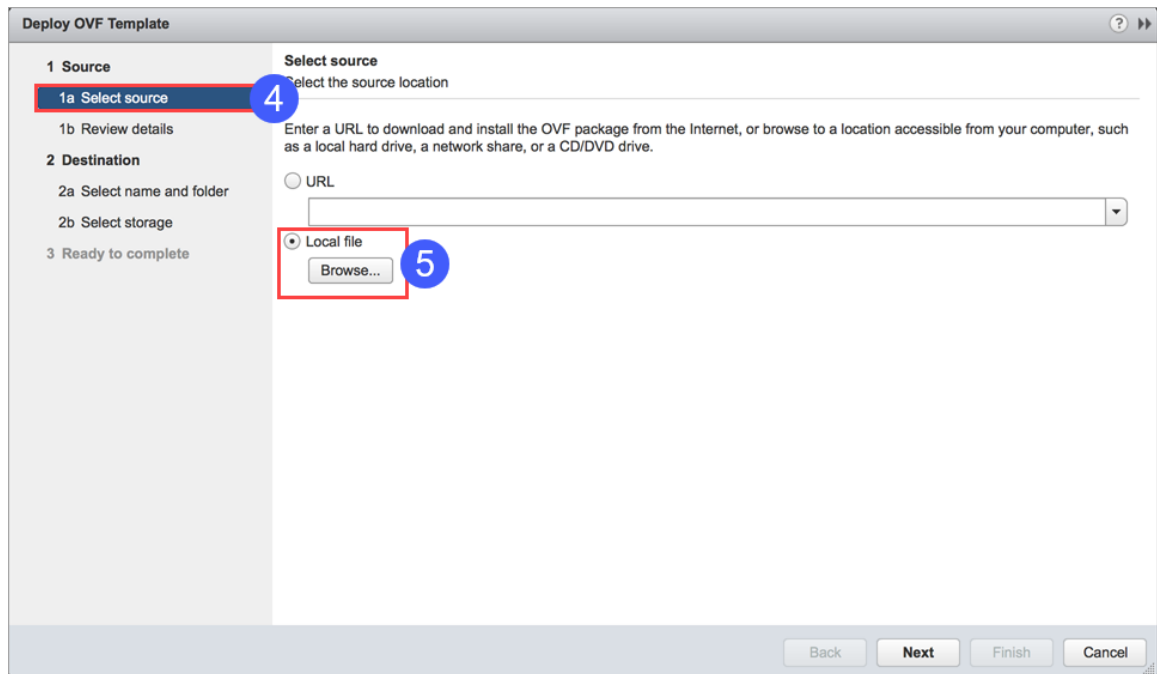 Deploy OVF Template
?
1 Source
1a Select source
4
1b Review details
2 Destination
2a Select name and folder
2b Select storage
3 Ready to complete
Select source
Select the source location
Enter a URL to download and install the OVF package from the Internet, or browse to a location accessible from your computer, such
as a local hard drive, a network share, or a CD/DVD drive.
URL
Local file
Browse...
5
Back
Next
Finish
Cancel